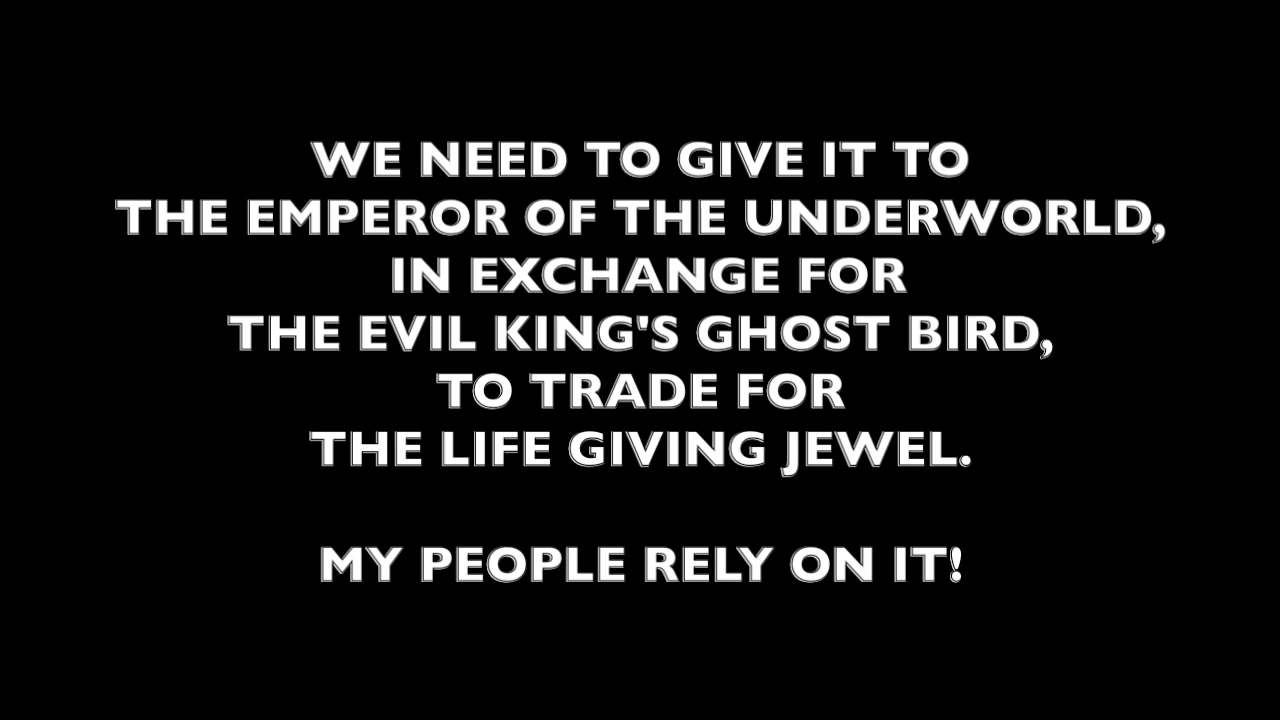 WE NEED TO GIVE IT TO
THE EMPEROR OF THE UNDERWORLD,
IN EXCHANGE FOR
THE EVIL KING'S GHOST BIRD,
TO TRADE FOR
THE LIFE GIVING JEWEL.
MY PEOPLE RELY ON IT!